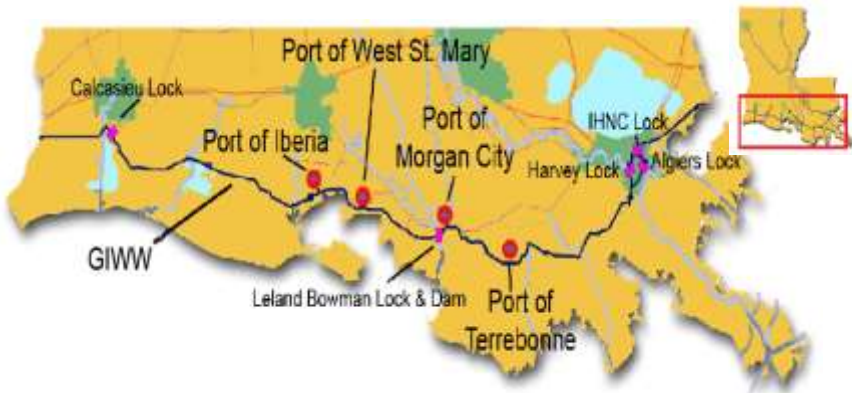 Port of West St. Mary
Calcasieu Lock
Port of Iberia
Port of
Morgan City
IHNC Lock
Harvey Lock
Algiers Lock
GIWW
Leland Bowman Lock & Dam
Port of
Terrebonne